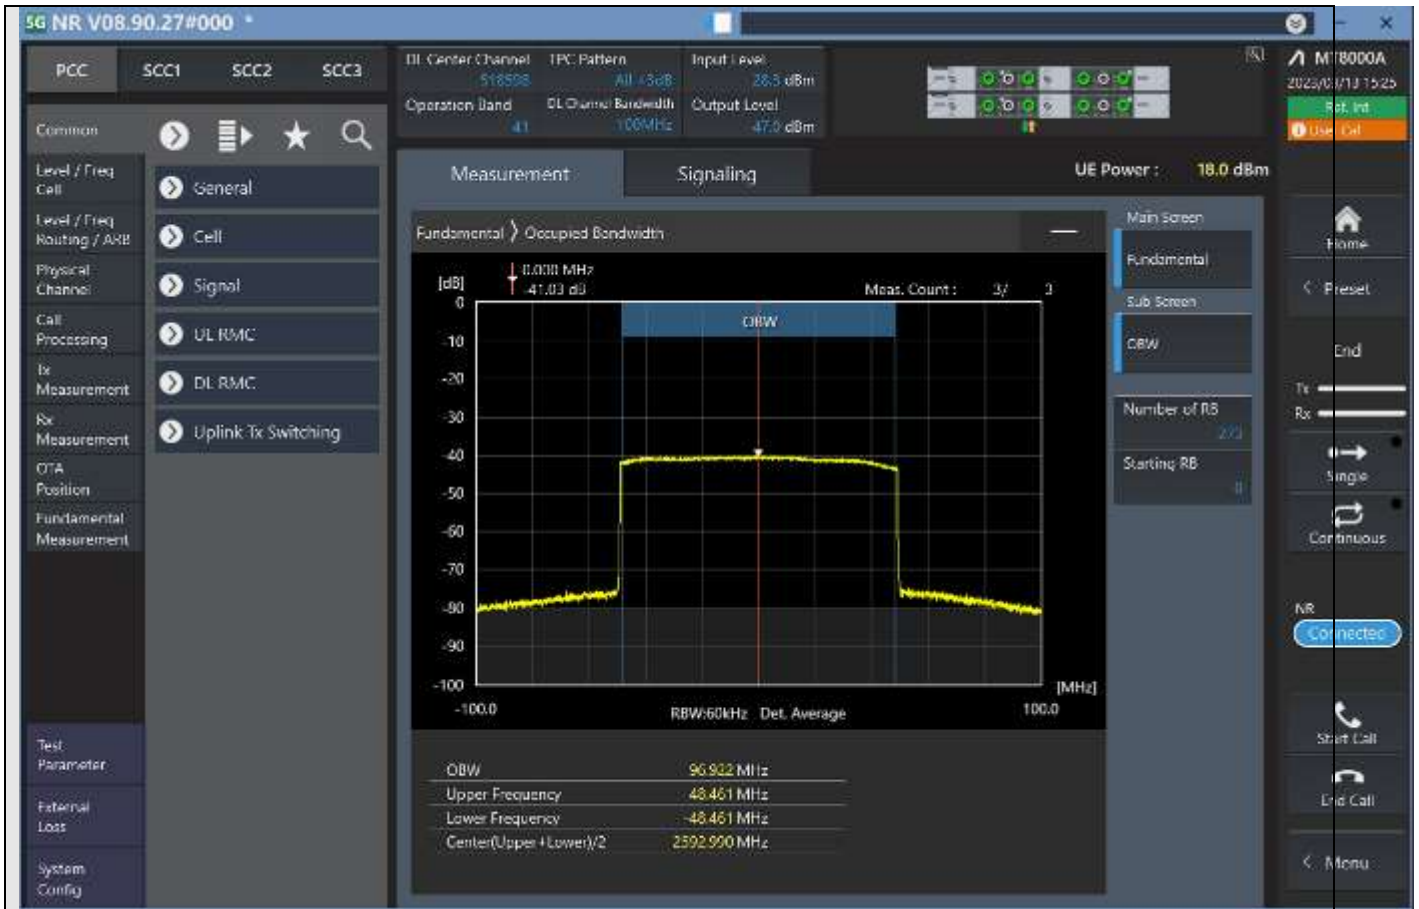 5G NR V08.90.27#000 *
PCC SCC1 SCC2 SCC3
DL Center Channel 518598
TPC Pattern All +3dB
Input Level 28.5 dBm
Operation Band 41
DL Channel Bandwidth 100MHz
Output Level -47.0 dBm
MT8000A
Ref. Int
User Cal
Common
Level / Freq
Cell
Level / Freq
Routing / ARB
Physical
Channel
Call
Processing
Tx
Measurement
Rx
Measurement
OTA
Position
Fundamental
Measurement
Test
Parameter
External
Loss
System
Config
General
Cell
Signal
UL RMC
DL RMC
Uplink Tx Switching
Measurement Signaling
UE Power : 18.0 dBm
Fundamental > Occupied Bandwidth
0.000 MHz
-41.03 dB
[dB]
Meas. Count : 3/ 3
OBW
0
-10
-20
-30
-40
-50
-60
-70
-80
-90
-100
[MHz]
-100.0 RBW:60kHz Det. Average 100.0
OBW 96.922 MHz
Upper Frequency 48.461 MHz
Lower Frequency -48.461 MHz
Center(Upper+Lower)/2 2592.990 MHz
Main Screen
Fundamental
Sub Screen
OBW
Number of RB
273
Starting RB
0
Home
< Preset
End
Tx
Rx
Single
Continuous
NR
Connected
Start Call
End Call
< Menu